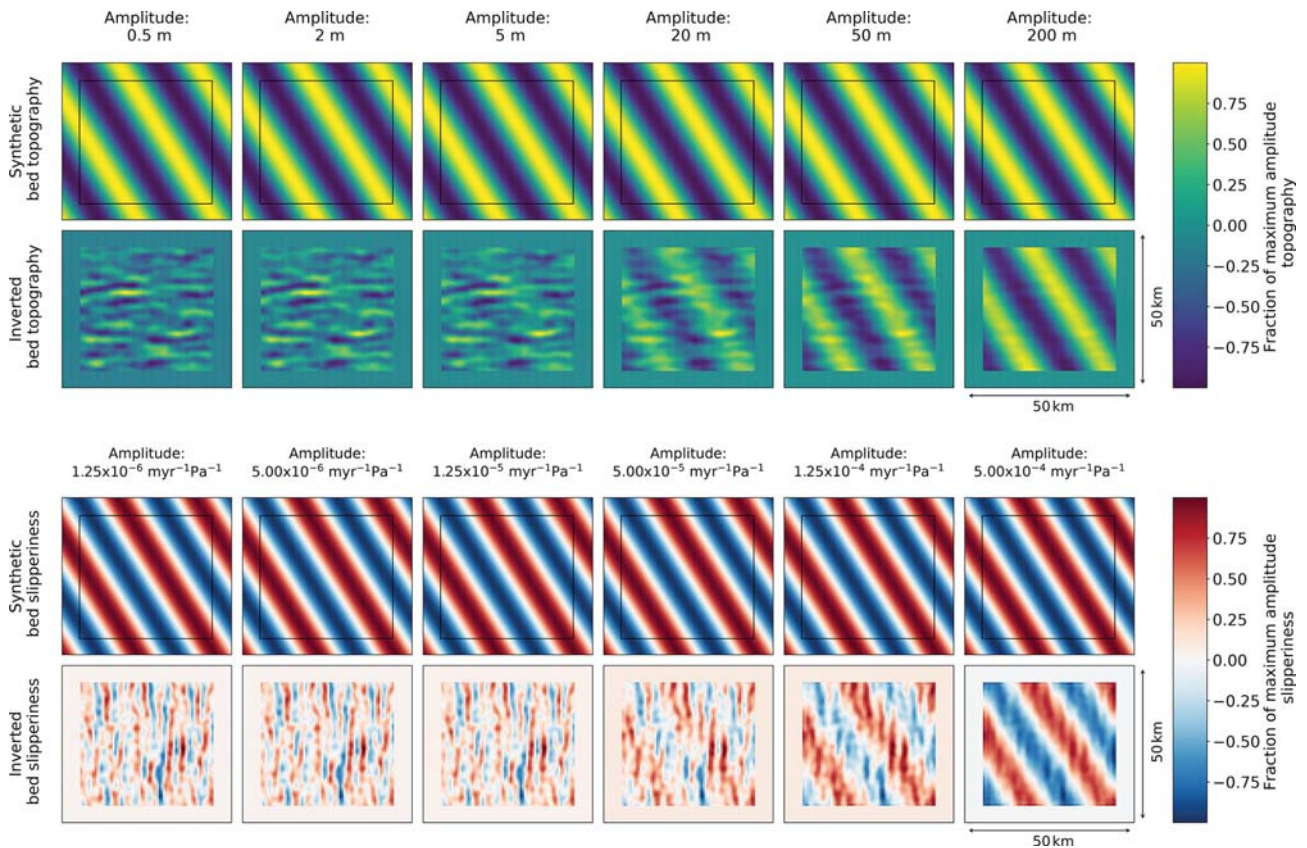 Amplitude: Amplitude: Amplitude: Amplitude: Amplitude: Amplitude:
0.5 m 2 m 5 m 20 m 50 m 200 m
Synthetic
bed topography
Inverted
bed topography
50 km
50 km
0.75
0.50
0.25
0.00
−0.25
−0.50
−0.75
Fraction of maximum amplitude
topography
Amplitude: Amplitude: Amplitude: Amplitude: Amplitude: Amplitude:
1.25x10⁻⁶ myr⁻¹Pa⁻¹ 5.00x10⁻⁶ myr⁻¹Pa⁻¹ 1.25x10⁻⁵ myr⁻¹Pa⁻¹ 5.00x10⁻⁵ myr⁻¹Pa⁻¹ 1.25x10⁻⁴ myr⁻¹Pa⁻¹ 5.00x10⁻⁴ myr⁻¹Pa⁻¹
Synthetic
bed slipperiness
Inverted
bed slipperiness
50 km
50 km
0.75
0.50
0.25
0.00
−0.25
−0.50
−0.75
Fraction of maximum amplittude
slipperiness